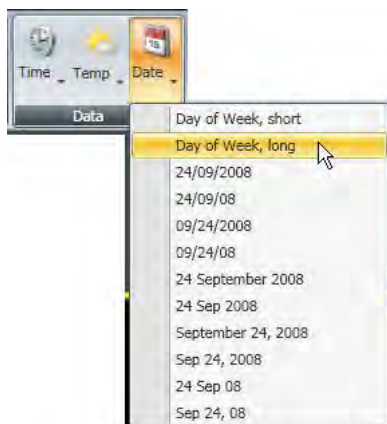 15
Time Temp Date
Data
Day of Week, short
Day of Week, long
24/09/2008
24/09/08
09/24/2008
09/24/08
24 September 2008
24 Sep 2008
September 24, 2008
Sep 24, 2008
24 Sep 08
Sep 24, 08